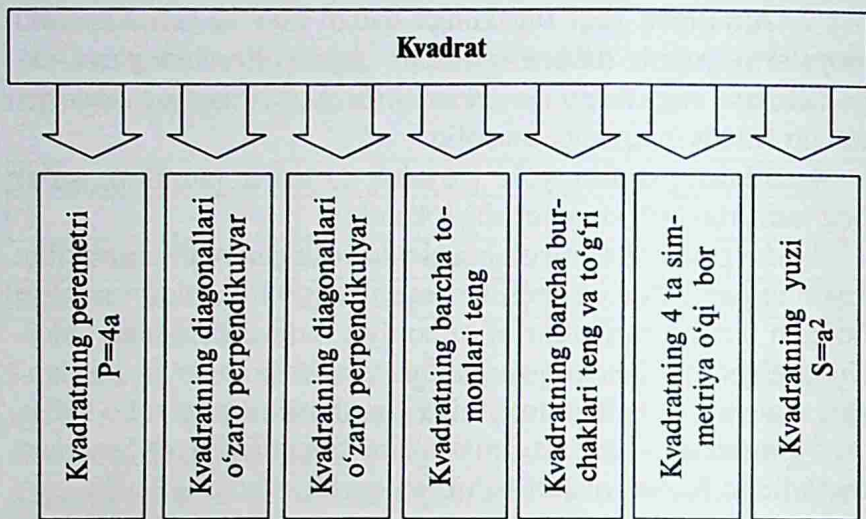 Kvadrat
Kvadratning peremetri
P=4a
Kvadratning diagonallari
o'zaro perpendikulyar
Kvadratning diagonallari
o'zaro perpendikulyar
Kvadratning barcha to-
monlari teng
Kvadratning barcha bur-
chaklari teng va to‘g‘ri
Kvadratning 4 ta sim-
metriya o‘qi bor
Kvadratning yuzi
S=a²